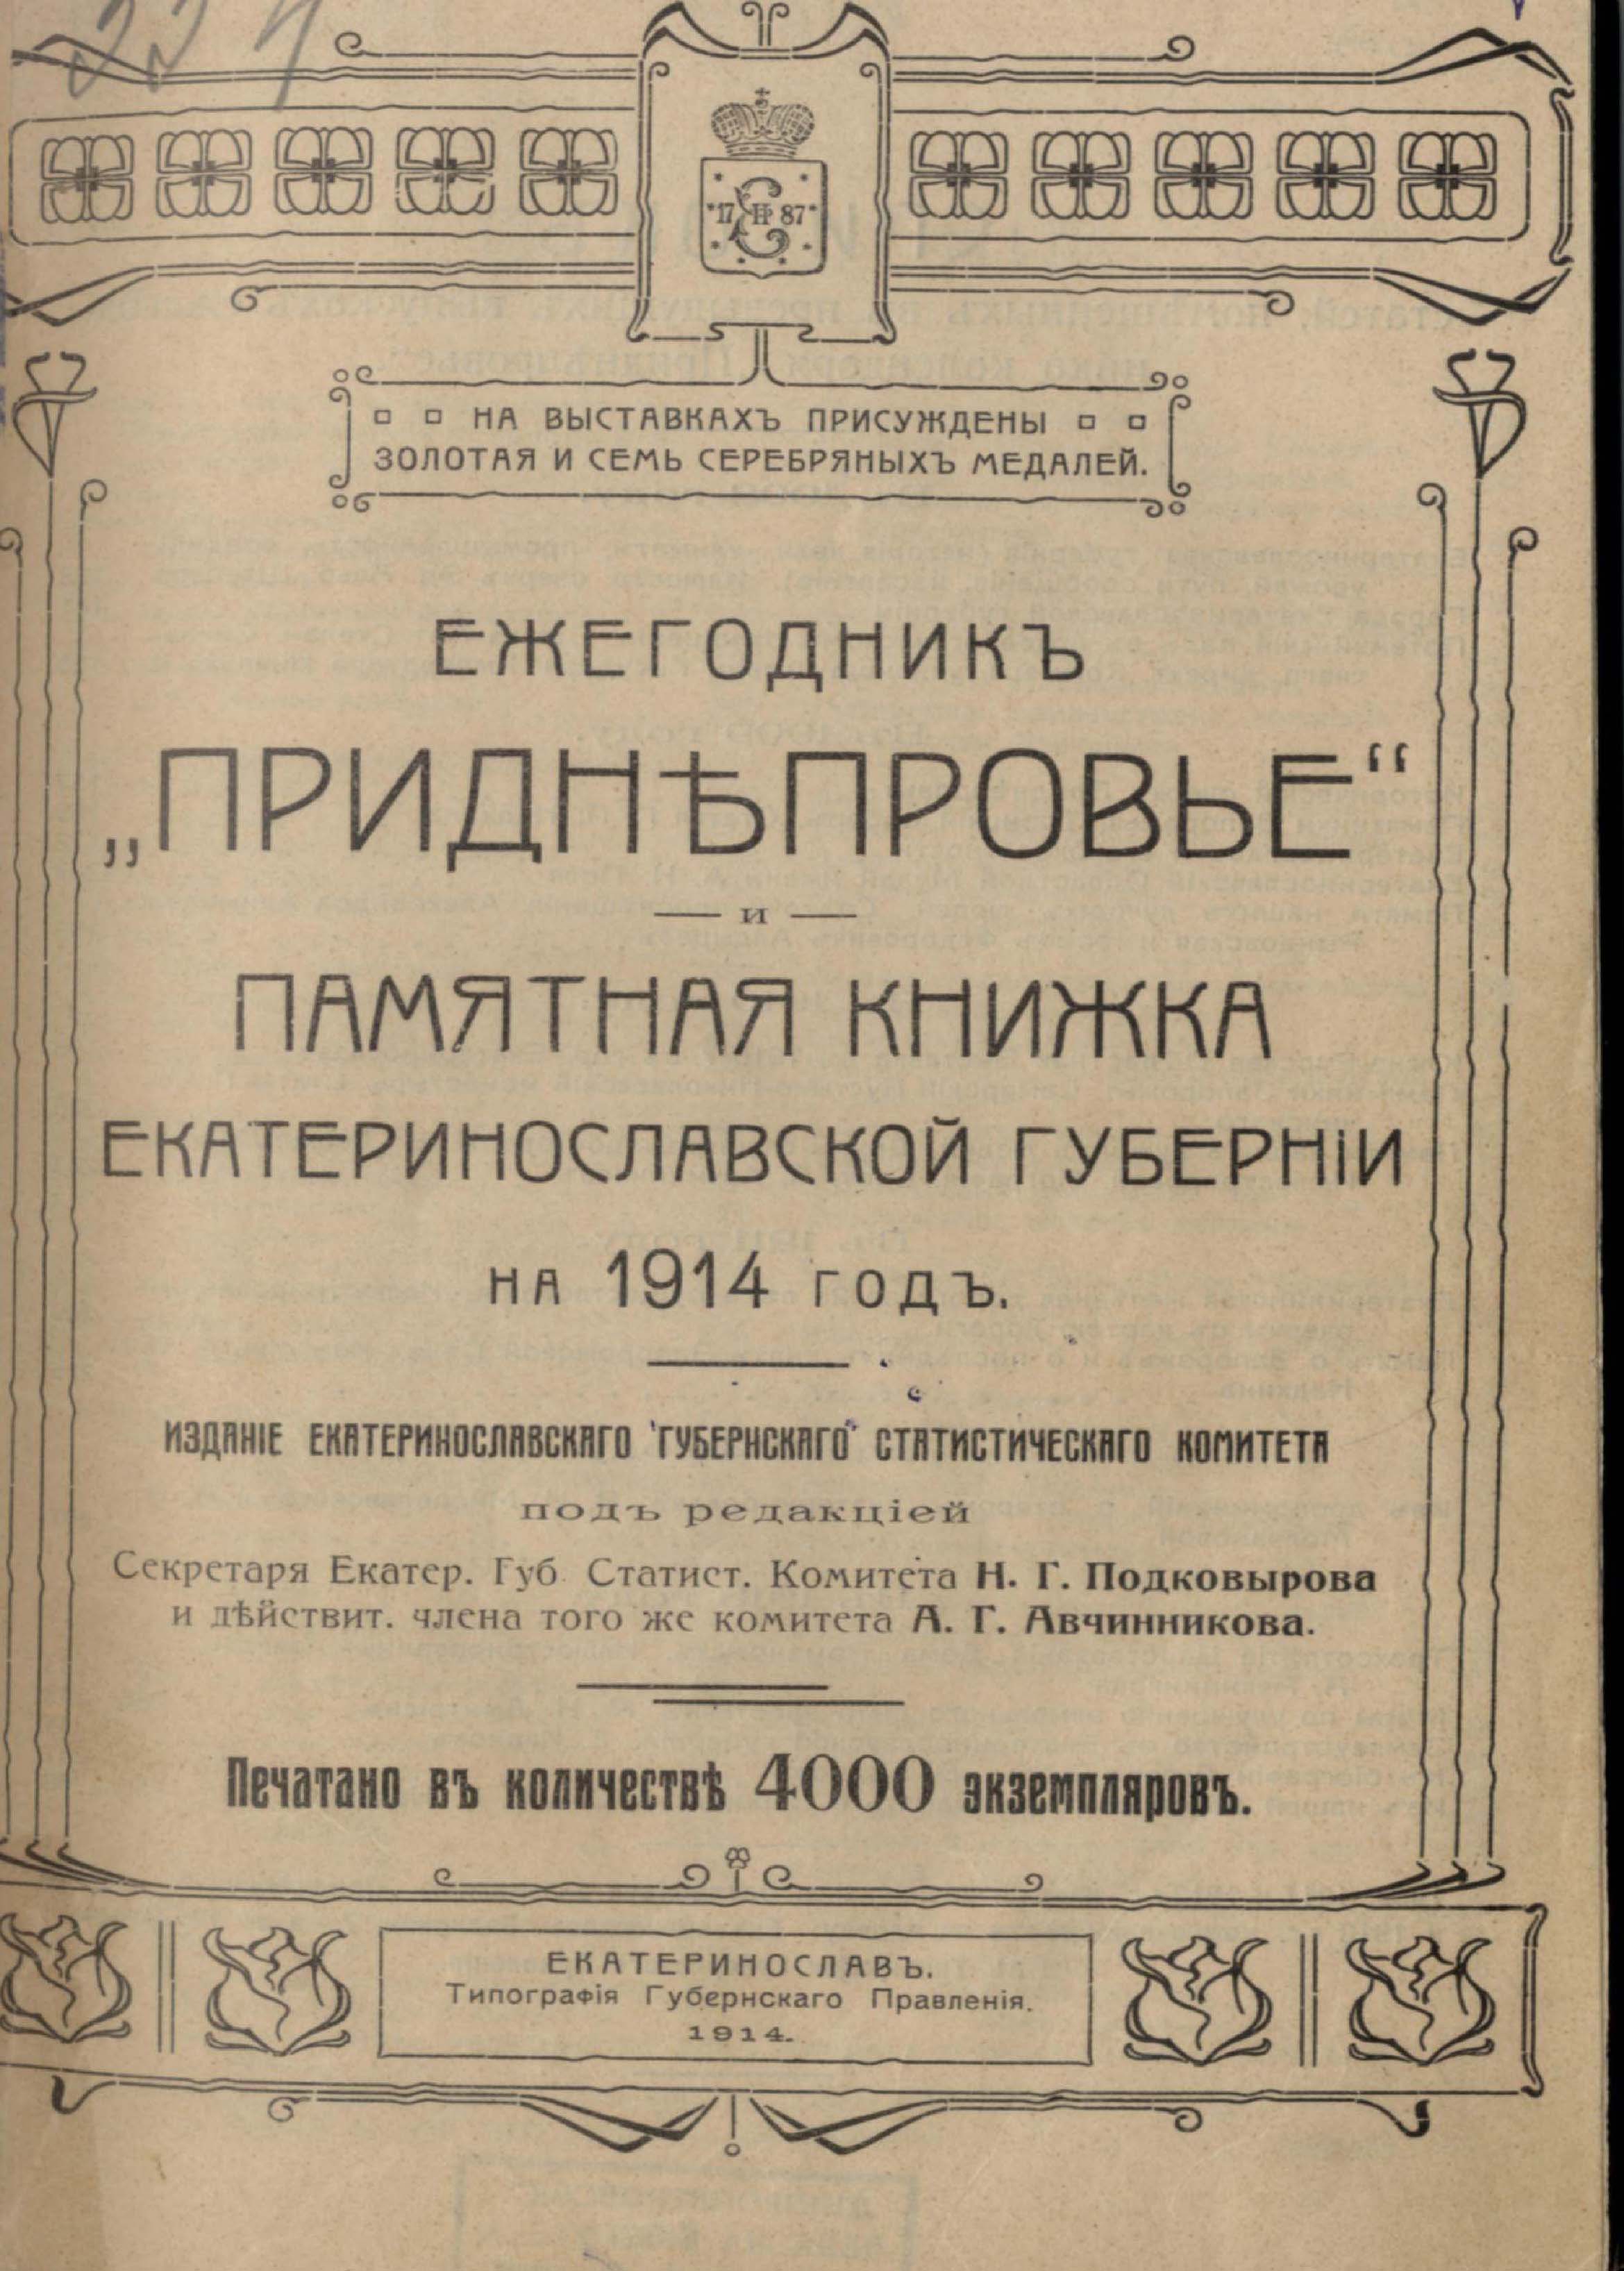 227
17 87
НА ВЫСТАВКАХЪ ПРИСУЖДЕНЫ
ЗОЛОТАЯ И СЕМЬ СЕРЕБРЯНЫХЪ МЕДАЛЕЙ.
ЕЖЕГОДНИКЪ
„ПРИДНѢПРОВЬЕ“
— И —
ПАМЯТНАЯ КНИЖКА
ЕКАТЕРИНОСЛАВСКОЙ ГУБЕРНІИ
НА 1914 ГОДЪ.
ИЗДАНІЕ ЕКАТЕРИНОСЛАВСКАГО ГУБЕРНСКАГО СТАТИСТИЧЕСКАГО КОМИТЕТА
подъ редакціей
Секретаря Екатер. Губ. Статист. Комитета Н. Г. Подковырова
и дѣйствит. члена того же комитета А. Г. Авчинникова.
Печатано въ количествѣ 4000 экземпляровъ.
ЕКАТЕРИНОСЛАВЪ.
Типографія Губернскаго Правленія.
1914.